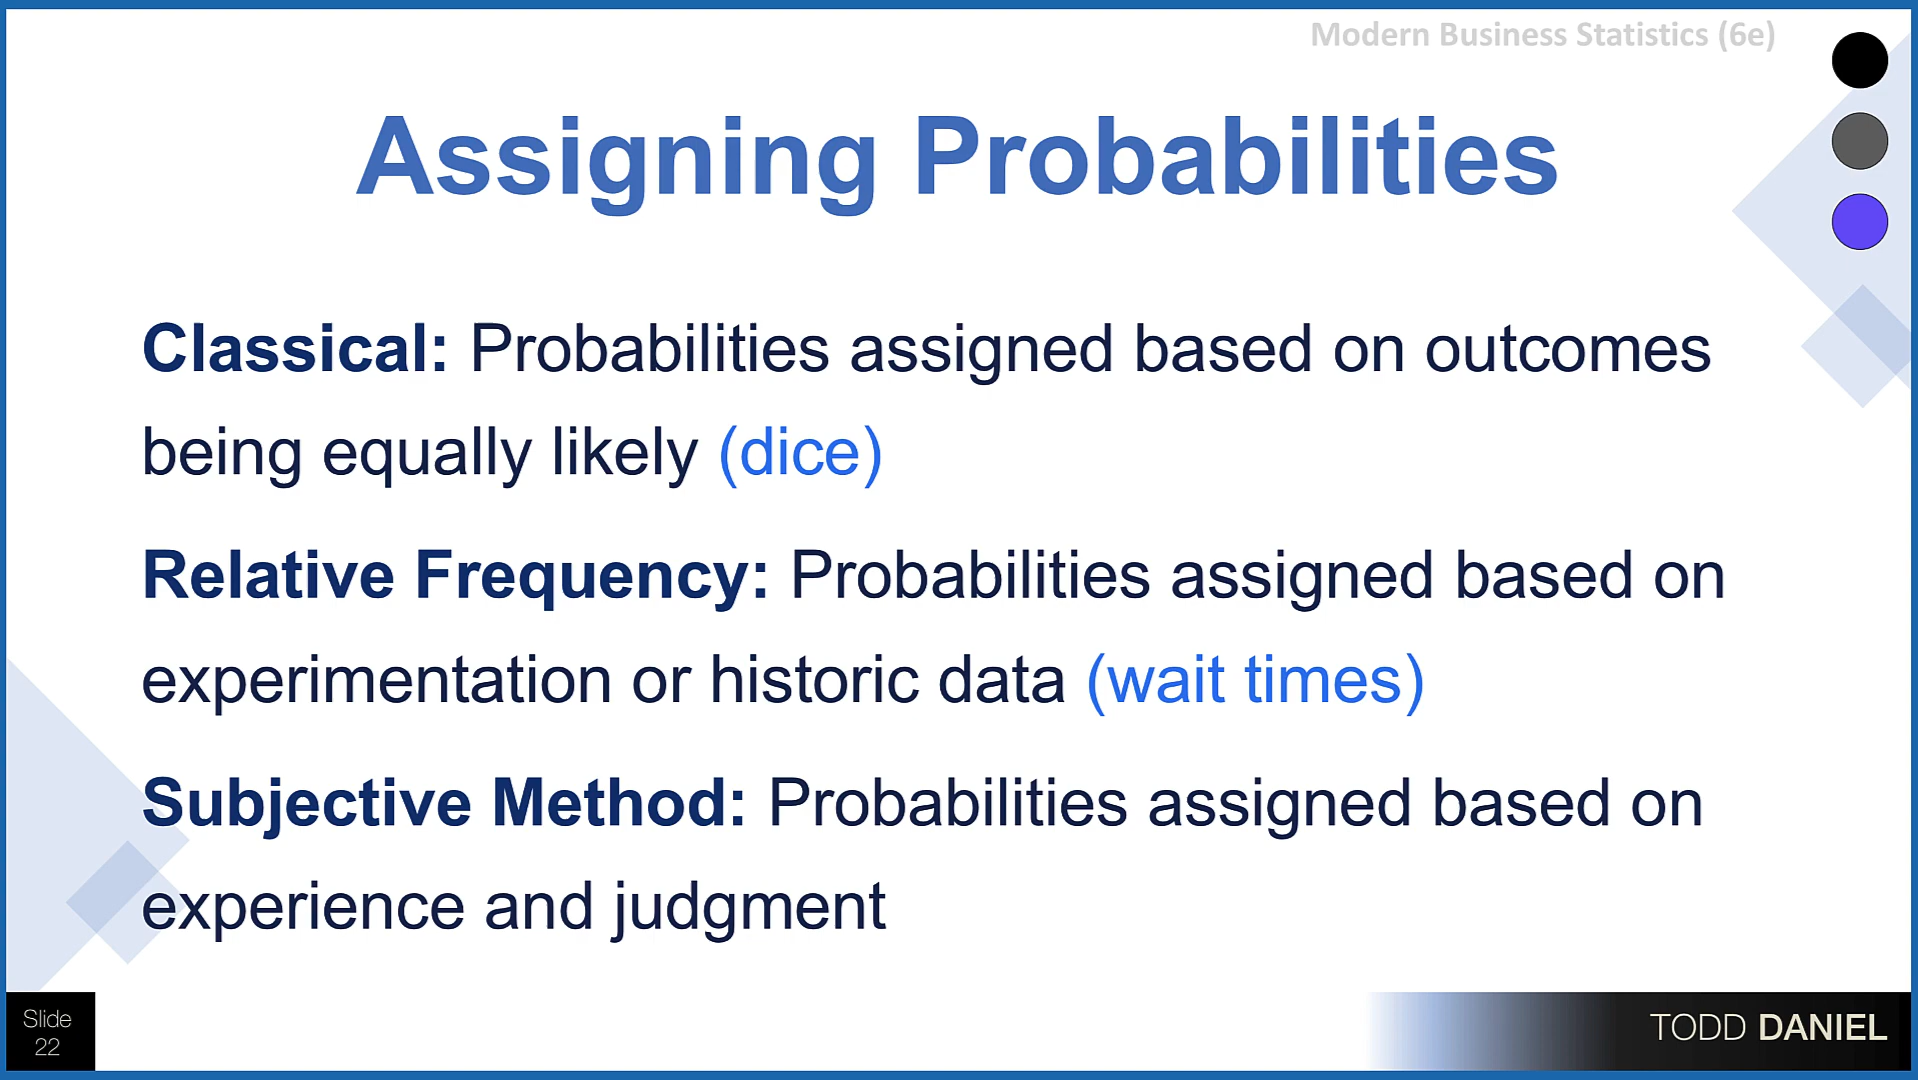 Modern Business Statistics (6e)
Assigning Probabilities
Classical: Probabilities assigned based on outcomes
being equally likely (dice)
Relative Frequency: Probabilities assigned based on
experimentation or historic data (wait times)
Subjective Method: Probabilities assigned based on
experience and judgment
Slide
22
TODD DANIEL